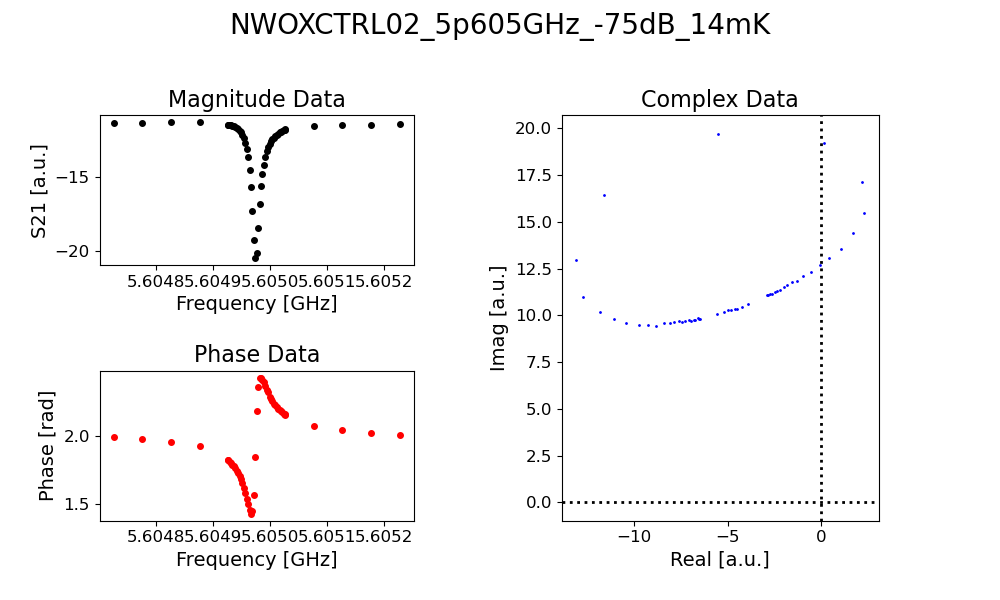 NWOXCTRL02_5p605GHz_-75dB_14mK
Magnitude Data
S21 [a.u.]
−15
−20
5.6048 5.6049 5.6050 5.6051 5.6052
Frequency [GHz]
Phase Data
Phase [rad]
2.0
1.5
5.6048 5.6049 5.6050 5.6051 5.6052
Frequency [GHz]
Complex Data
Imag [a.u.]
20.0
17.5
15.0
12.5
10.0
7.5
5.0
2.5
0.0
−10 −5 0
Real [a.u.]